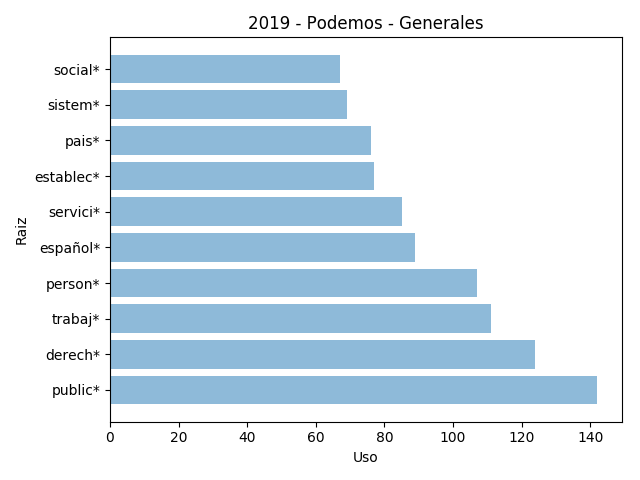 2019 - Podemos - Generales
social*
sistem*
pais*
establec*
servici*
español*
person*
trabaj*
derech*
public*
Raiz
0 20 40 60 80 100 120 140
Uso